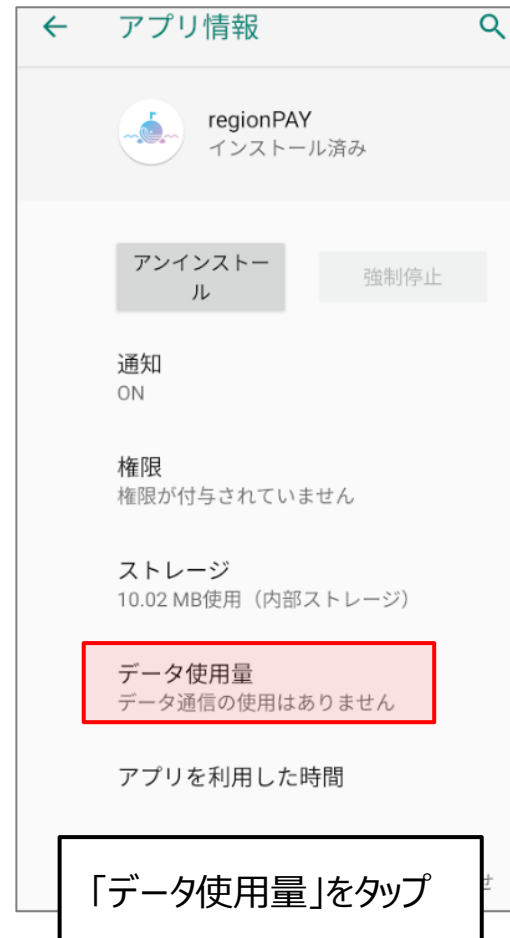 アプリ情報
regionPAY
インストール済み
アンインストー
ル
強制停止
通知
ON
権限
権限が付与されていません
ストレージ
10.02 MB使用（内部ストレージ）
データ使用量
データ通信の使用はありません
アプリを利用した時間
「データ使用量」をタップ